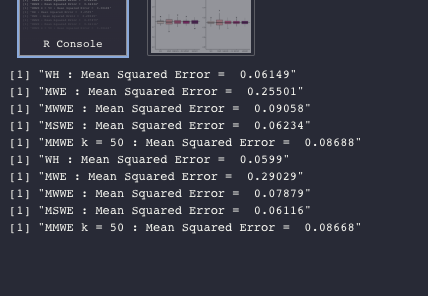 R Console
[1] "WH : Mean Squared Error =  0.06149"
[1] "MWE : Mean Squared Error =  0.25501"
[1] "MWWE : Mean Squared Error =  0.09058"
[1] "MSWE : Mean Squared Error =  0.06234"
[1] "MMWE k = 50 : Mean Squared Error =  0.08688"
[1] "WH : Mean Squared Error =  0.0599"
[1] "MWE : Mean Squared Error =  0.29029"
[1] "MWWE : Mean Squared Error =  0.07879"
[1] "MSWE : Mean Squared Error =  0.06116"
[1] "MMWE k = 50 : Mean Squared Error =  0.08668"